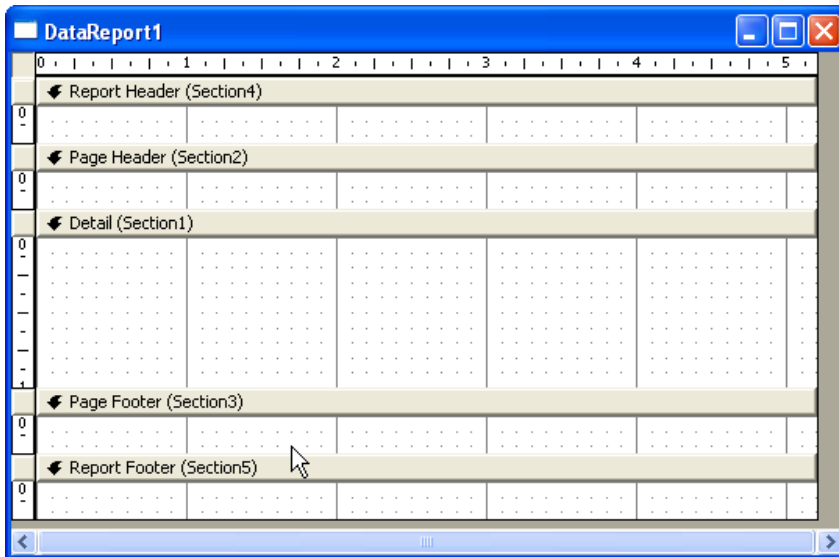 DataReport1
0 1 2 3 4 5
Report Header (Section4)
0
Page Header (Section2)
0
Detail (Section1)
0
1
Page Footer (Section3)
0
Report Footer (Section5)
0